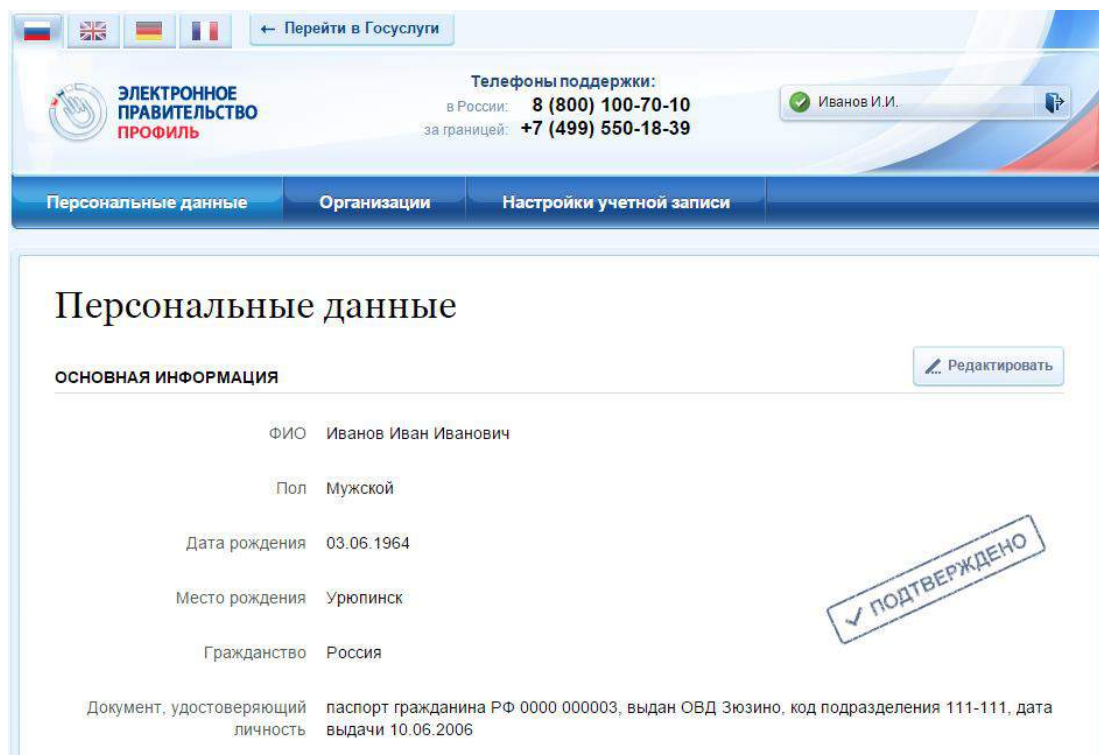 ← Перейти в Госуслуги
ЭЛЕКТРОННОЕ
ПРАВИТЕЛЬСТВО
ПРОФИЛЬ
Телефоны поддержки:
в России: 8 (800) 100-70-10
за границей: +7 (499) 550-18-39
Иванов И.И.
Персональные данные Организации Настройки учетной записи
Персональные данные
ОСНОВНАЯ ИНФОРМАЦИЯ
Редактировать
ФИО Иванов Иван Иванович
Пол Мужской
Дата рождения 03.06.1964
Место рождения Урюпинск
ПОДТВЕРЖДЕНО
Гражданство Россия
Документ, удостоверяющий личность паспорт гражданина РФ 0000 000003, выдан ОВД Зюзино, код подразделения 111-111, дата
выдачи 10.06.2006